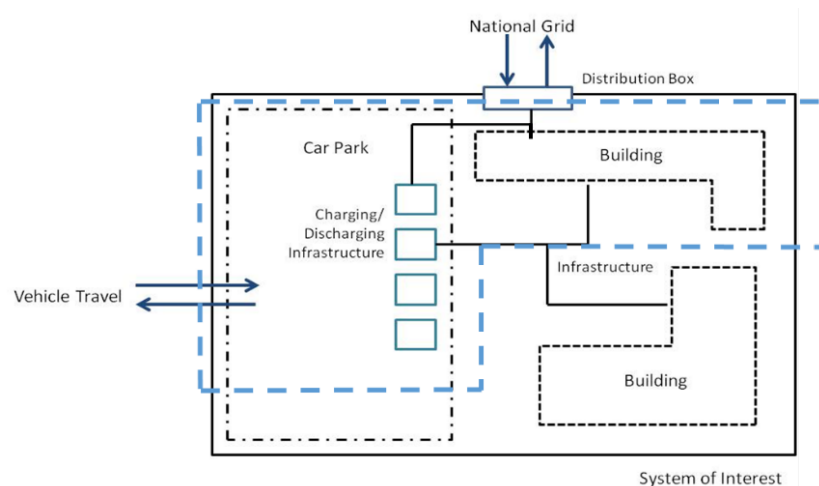 National Grid
Distribution Box
Car Park
Building
Charging/
Discharging
Infrastructure
Infrastructure
Vehicle Travel
Building
System of Interest